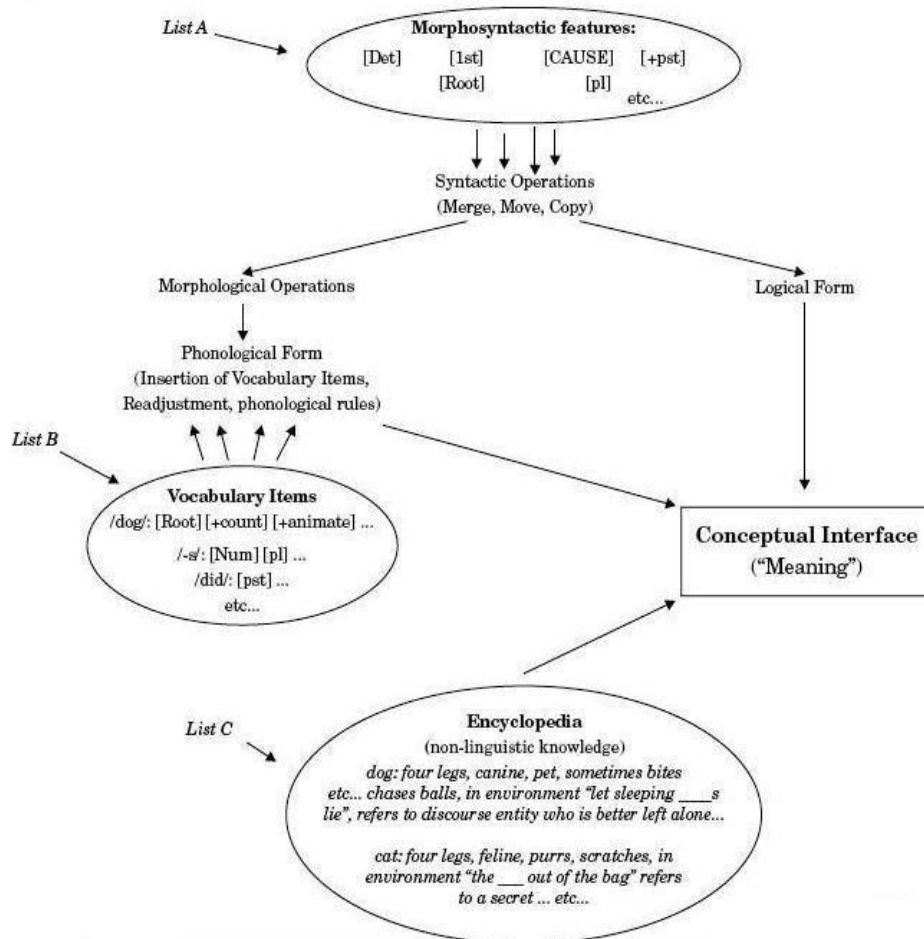 List A
Morphosyntactic features:
[Det] [1st] [CAUSE] [+pst]
[Root] [pl]
etc...
Syntactic Operations
(Merge, Move, Copy)
Morphological Operations
Logical Form
Phonological Form
(Insertion of Vocabulary Items,
Readjustment, phonological rules)
List B
Vocabulary Items
/dog/: [Root] [+count] [+animate] ...
/-s/: [Num] [pl] ...
/did/: [pst] ...
etc...
Conceptual Interface
(“Meaning”)
List C
Encyclopedia
(non-linguistic knowledge)
dog: four legs, canine, pet, sometimes bites
etc... chases balls, in environment “let sleeping ___s
lie”, refers to discourse entity who is better left alone...
cat: four legs, feline, purrs, scratches, in
environment “the ___ out of the bag” refers
to a secret ... etc...